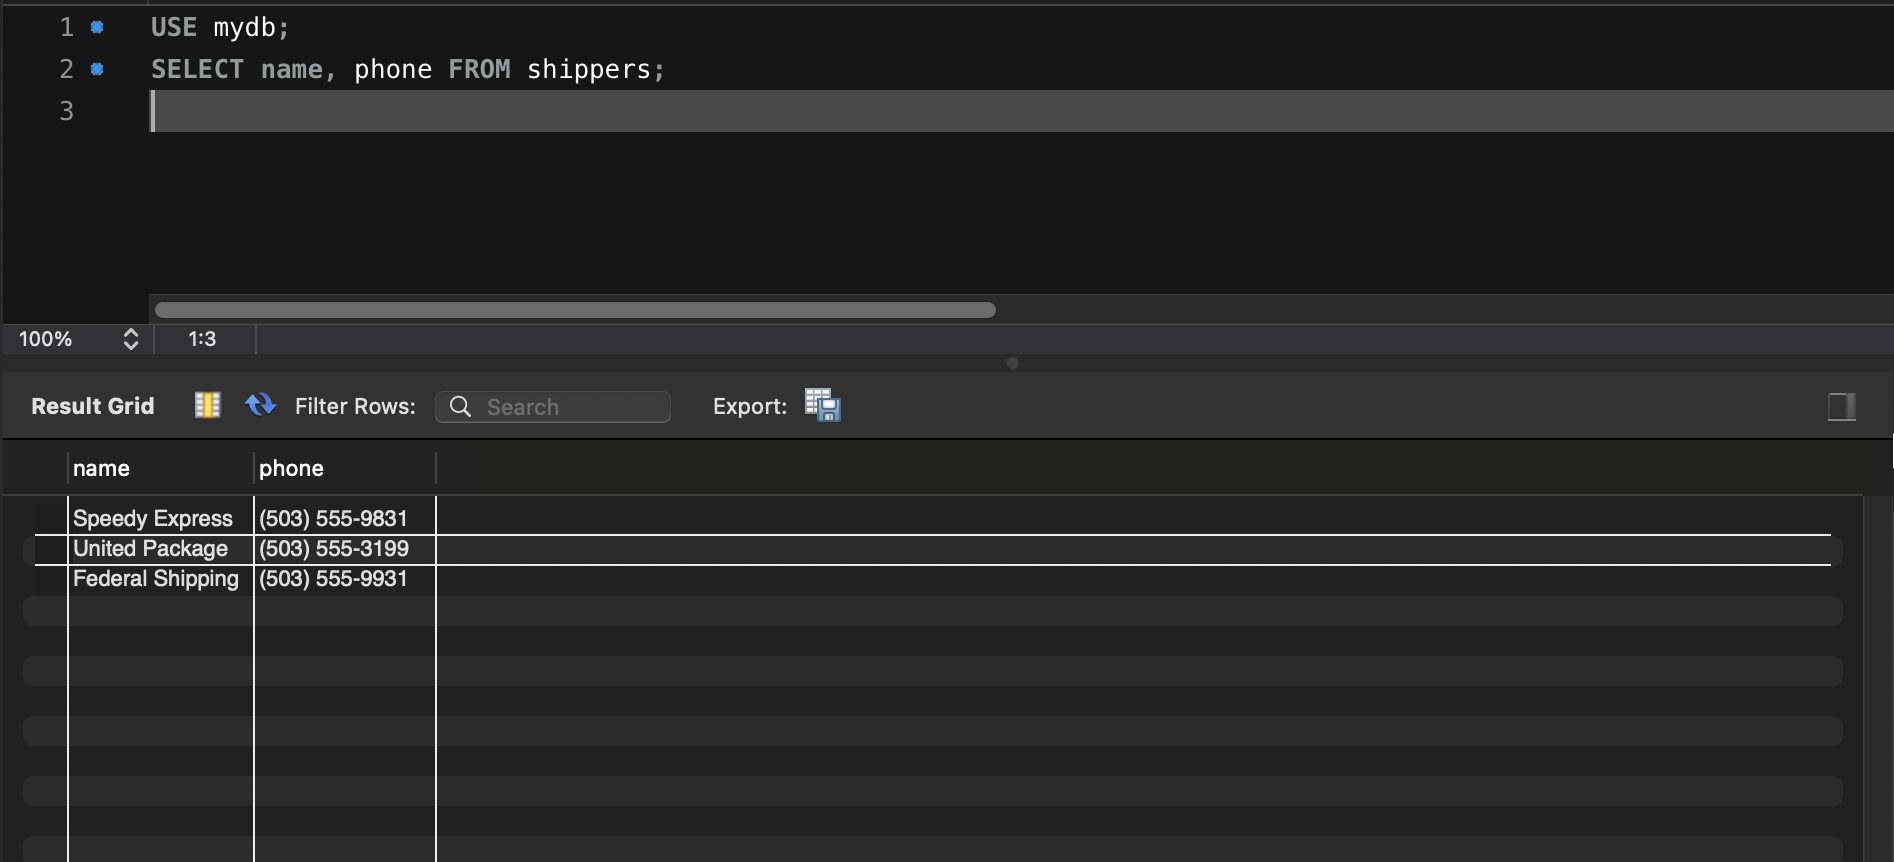 1 USE mydb;
2 SELECT name, phone FROM shippers;
3
100% 1:3
Result Grid Filter Rows: Search Export:
name phone
Speedy Express (503) 555-9831
United Package (503) 555-3199
Federal Shipping (503) 555-9931